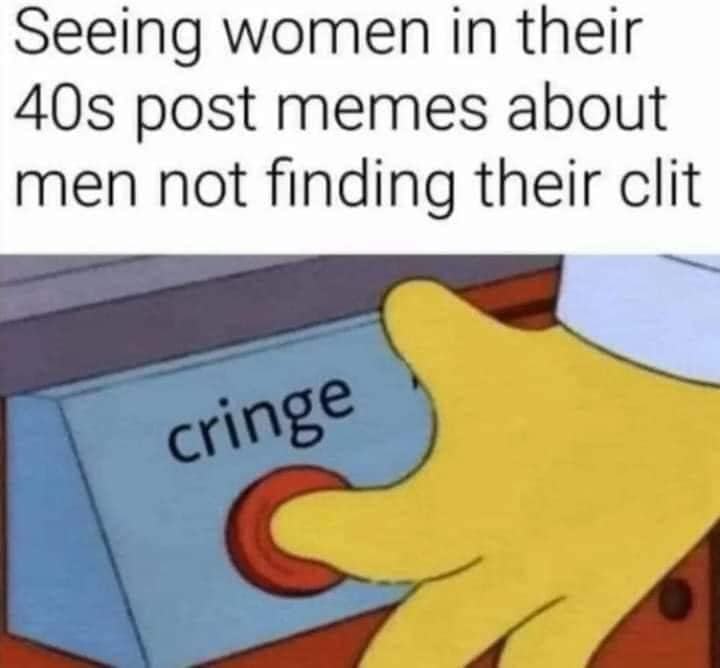 Seeing women in their
40s post memes about
men not finding their clit
cringe